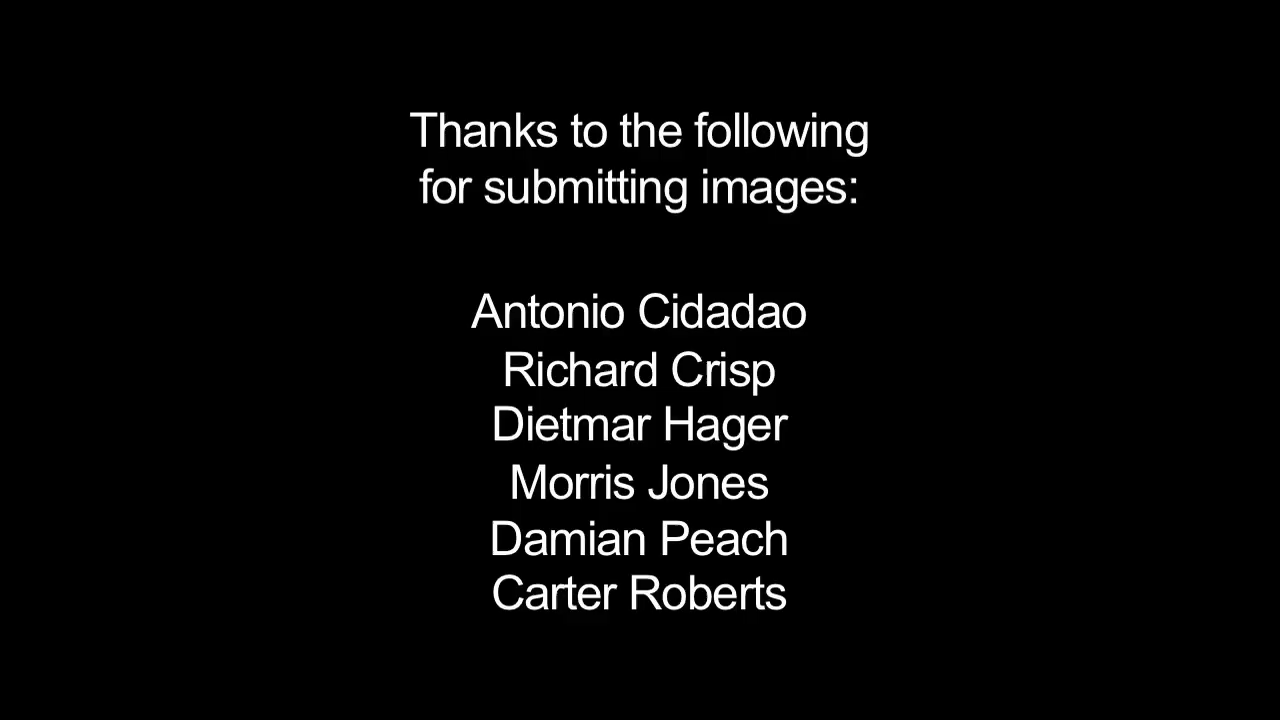 Thanks to the following
for submitting images:
Antonio Cidadao
Richard Crisp
Dietmar Hager
Morris Jones
Damian Peach
Carter Roberts